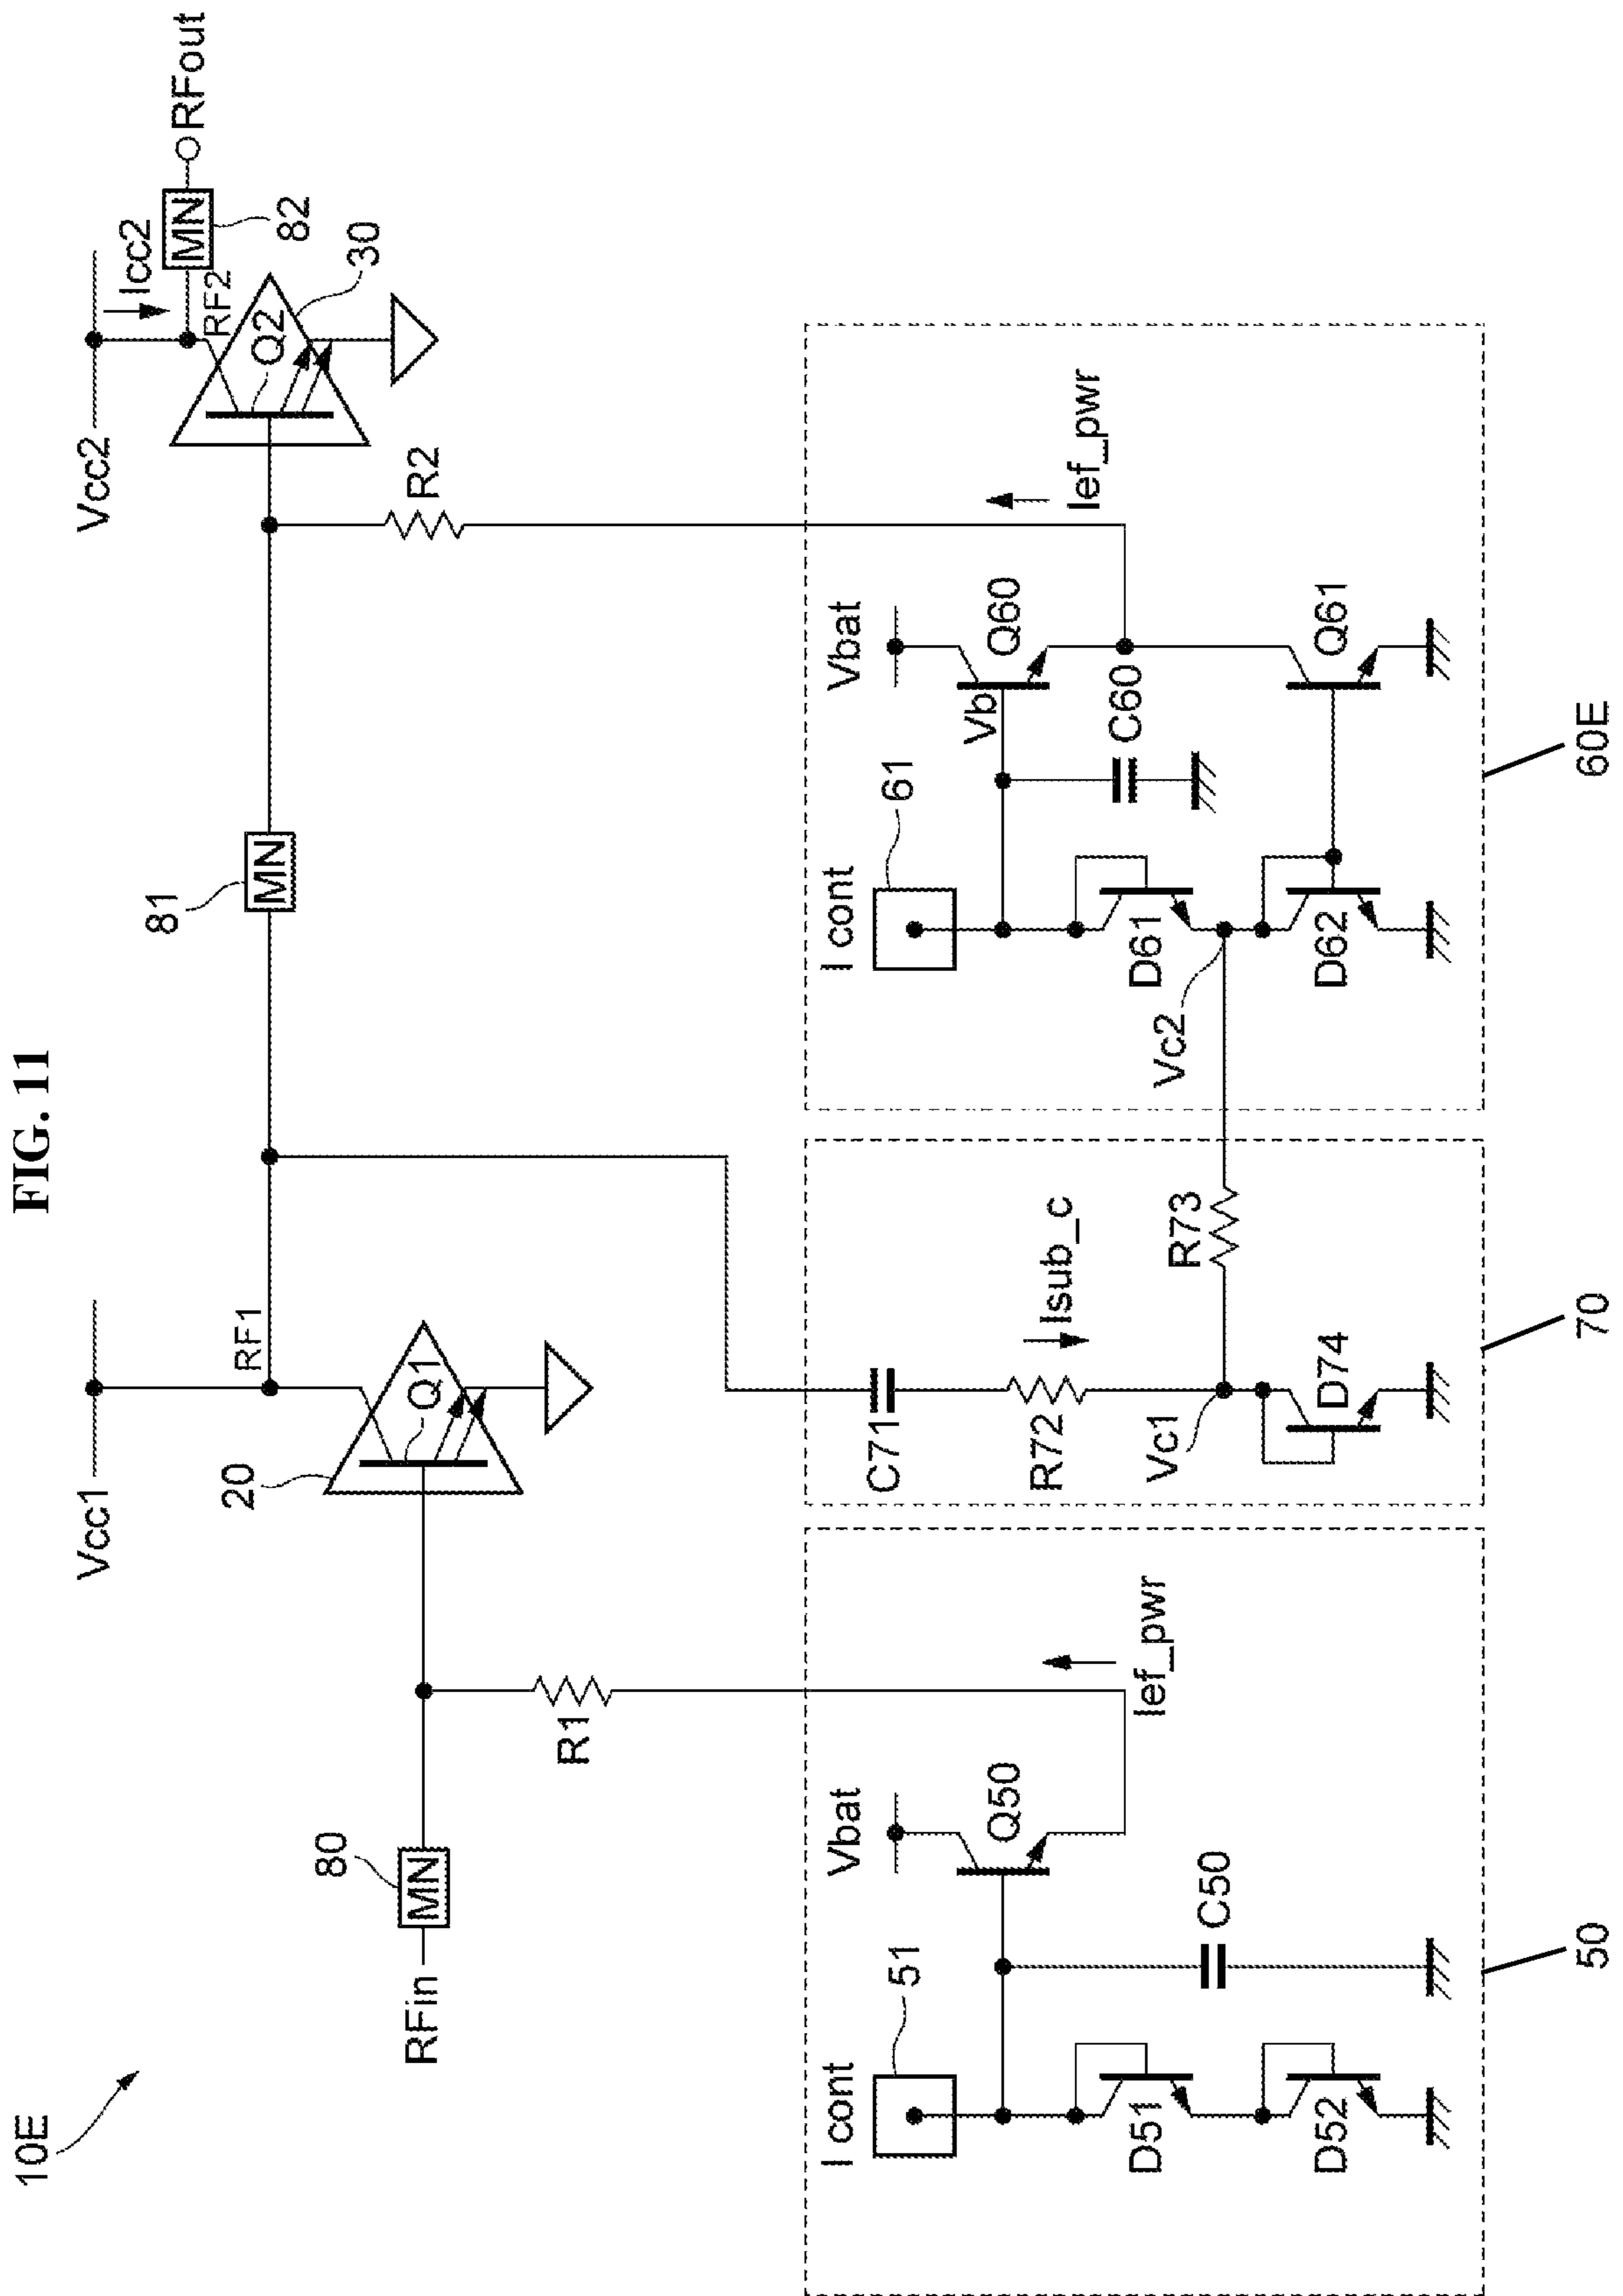 FIG. 11
10E
Vcc1
Vcc2
Icc2
RF1
RF2
MN
RFout
82
20
Q1
81
MN
Q2
30
RFin
80
MN
R1
R2
I cont
51
Vbat
Q50
D51
D52
C50
Ief_pwr
50
C71
R72
Isub_c
Vc1
R73
D74
70
I cont
61
Vbat
Vb
Q60
C60
D61
Vc2
D62
Q61
Ief_pwr
60E